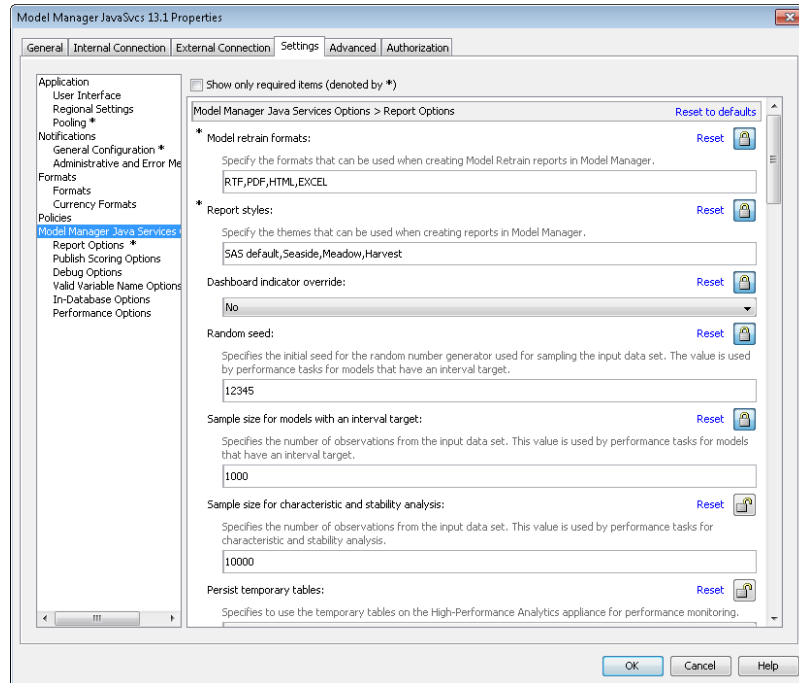 Model Manager JavaSvcs 13.1 Properties
General Internal Connection External Connection Settings Advanced Authorization
Application
User Interface
Regional Settings
Pooling *
Notifications
General Configuration *
Administrative and Error Me
Formats
Formats
Currency Formats
Policies
Model Manager Java Services
Report Options *
Publish Scoring Options
Debug Options
Valid Variable Name Options
In-Database Options
Performance Options
Show only required items (denoted by *)
Model Manager Java Services Options > Report Options Reset to defaults
* Model retrain formats: Reset
Specify the formats that can be used when creating Model Retrain reports in Model Manager.
RTF,PDF,HTML,EXCEL
* Report styles: Reset
Specify the themes that can be used when creating reports in Model Manager.
SAS default,Seaside,Meadow,Harvest
Dashboard indicator override: Reset
No
Random seed: Reset
Specifies the initial seed for the random number generator used for sampling the input data set. The value is used
by performance tasks for models that have an interval target.
12345
Sample size for models with an interval target: Reset
Specifies the number of observations from the input data set. This value is used by performance tasks for models
that have an interval target.
1000
Sample size for characteristic and stability analysis: Reset
Specifies the number of observations from the input data set. This value is used by performance tasks for
characteristic and stability analysis.
10000
Persist temporary tables: Reset
Specifies to use the temporary tables on the High-Performance Analytics appliance for performance monitoring.
OK Cancel Help